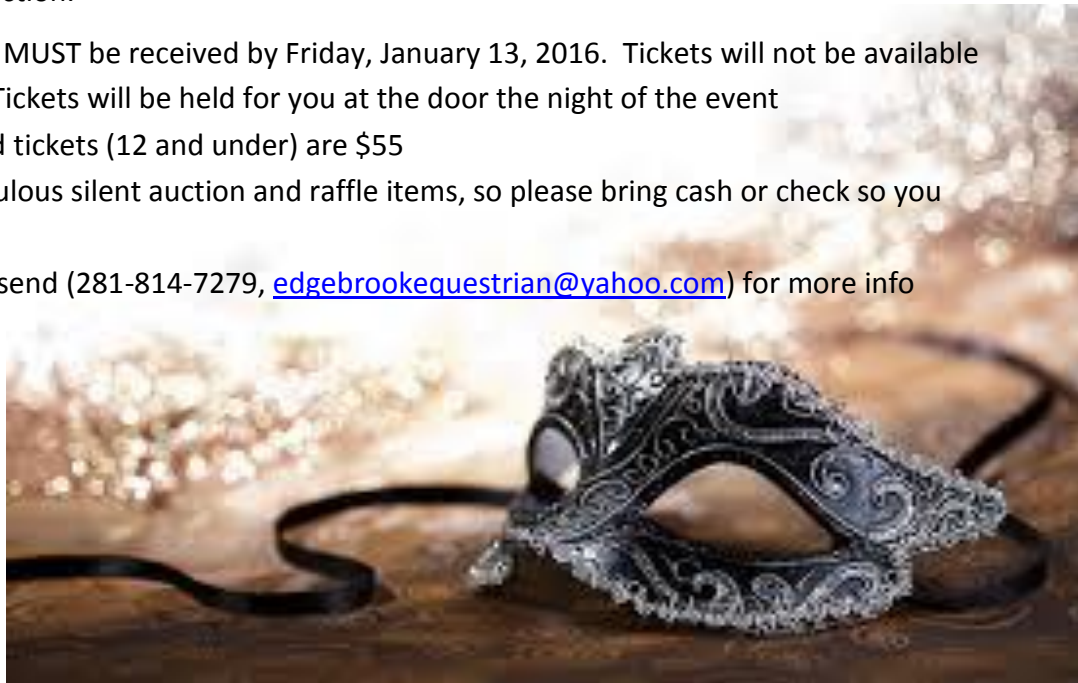 MUST be received by Friday, January 13, 2016.  Tickets will not be available
Tickets will be held for you at the door the night of the event
tickets (12 and under) are $55
silent auction and raffle items, so please bring cash or check so you
(281-814-7279, edgebrookequestrian@yahoo.com) for more info